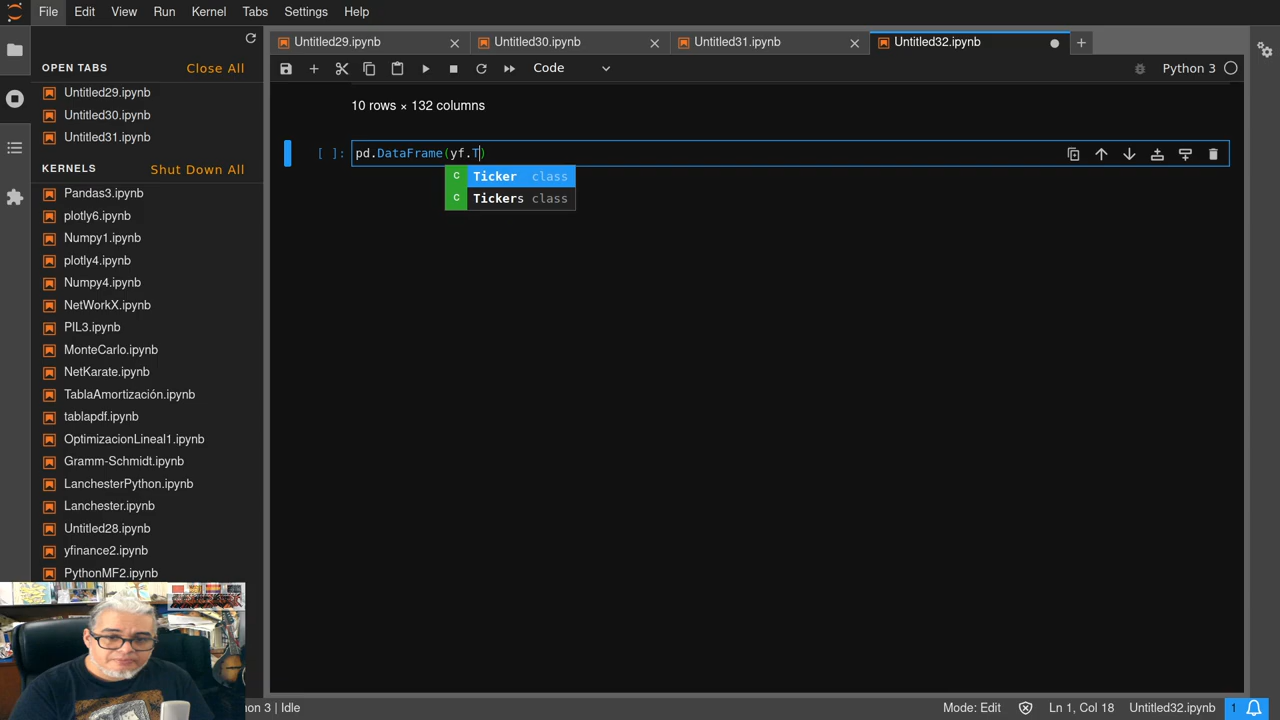 File Edit View Run Kernel Tabs Settings Help
Untitled29.ipynb
Untitled30.ipynb
Untitled31.ipynb
Untitled32.ipynb
OPEN TABS Close All
Code
Python 3
Untitled29.ipynb
Untitled30.ipynb
Untitled31.ipynb
KERNELS Shut Down All
Pandas3.ipynb
plotly6.ipynb
Numpy1.ipynb
plotly4.ipynb
Numpy4.ipynb
NetWorkX.ipynb
PIL3.ipynb
MonteCarlo.ipynb
NetKarate.ipynb
TablaAmortización.ipynb
tablapdf.ipynb
OptimizacionLineal1.ipynb
Gramm-Schmidt.ipynb
LanchesterPython.ipynb
Lanchester.ipynb
Untitled28.ipynb
yfinance2.ipynb
PythonMF2.ipynb
10 rows × 132 columns
[ ]: pd.DataFrame(yf.T)
C Ticker class
C Tickers class
on 3 | Idle
Mode: Edit
Ln 1, Col 18
Untitled32.ipynb
1